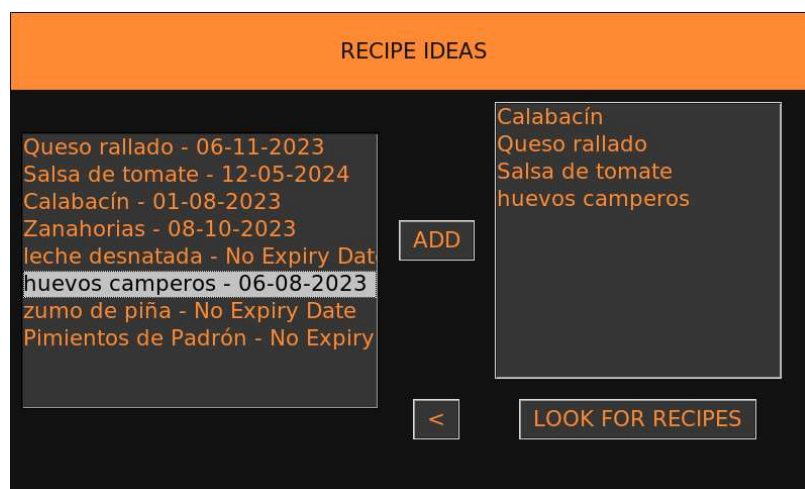 RECIPE IDEAS
Queso rallado - 06-11-2023
Salsa de tomate - 12-05-2024
Calabacín - 01-08-2023
Zanahorias - 08-10-2023
leche desnatada - No Expiry Dat
huevos camperos - 06-08-2023
zumo de piña - No Expiry Date
Pimientos de Padrón - No Expiry
ADD
<
Calabacín
Queso rallado
Salsa de tomate
huevos camperos
LOOK FOR RECIPES